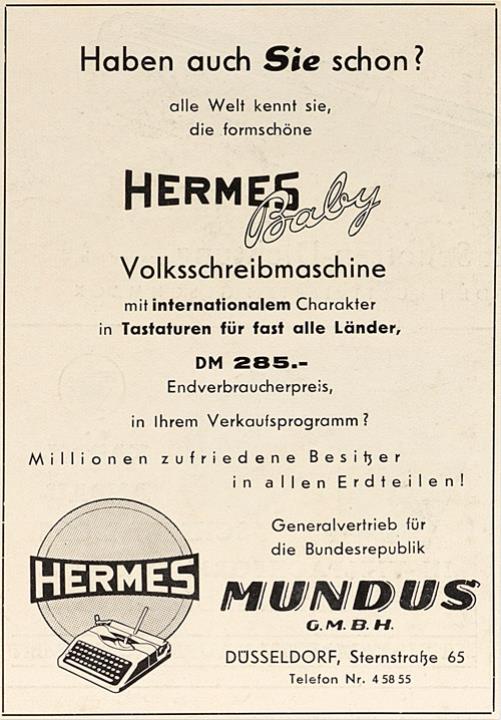 Haben auch Sie schon?
alle Welt kennt sie,
die formschöne
HERMES Baby
Volksschreibmaschine
mit internationalem Charakter
in Tastaturen für fast alle Länder,
DM 285.-
Endverbraucherpreis,
in Ihrem Verkaufsprogramm?
Millionen zufriedene Besitzer
in allen Erdteilen!
Generalvertrieb für
die Bundesrepublik
HERMES
MUNDUS
G.M.B.H.
DÜSSELDORF, Sternstraße 65
Telefon Nr. 4 58 55